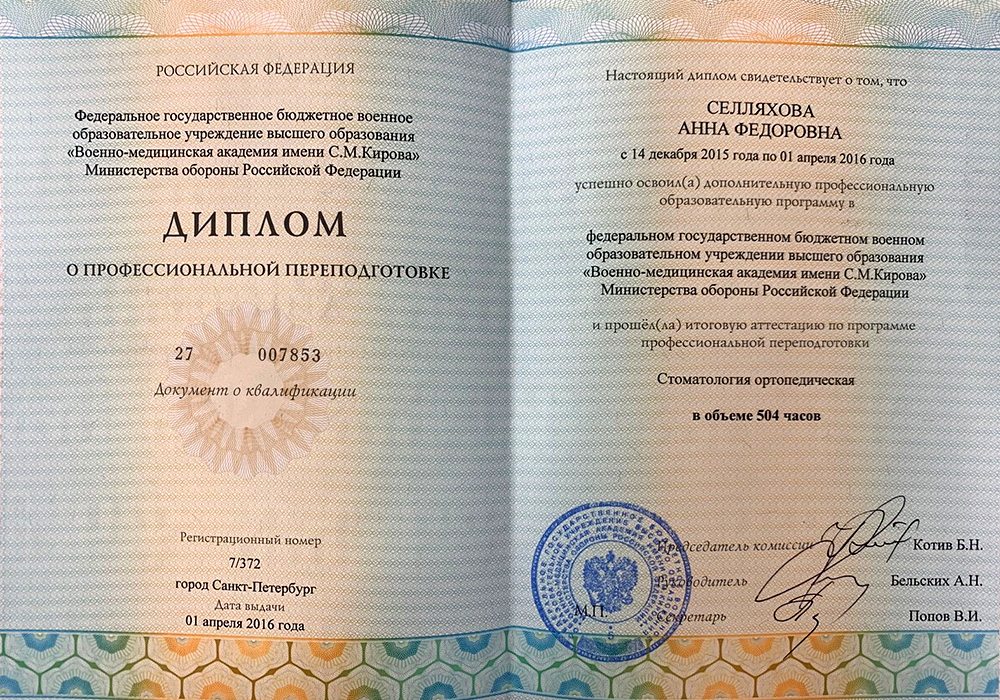 РОССИЙСКАЯ ФЕДЕРАЦИЯ
Федеральное государственное бюджетное военное
образовательное учреждение высшего образования
«Военно-медицинская академия имени С.М.Кирова»
Министерства обороны Российской Федерации
ДИПЛОМ
О ПРОФЕССИОНАЛЬНОЙ ПЕРЕПОДГОТОВКЕ
27 007853
Документ о квалификации
Регистрационный номер
7/372
город Санкт-Петербург
Дата выдачи
01 апреля 2016 года
Настоящий диплом свидетельствует о том, что
СЕЛЛЯХОВА
АННА ФЕДОРОВНА
с 14 декабря 2015 года по 01 апреля 2016 года
успешно освоил(а) дополнительную профессиональную
образовательную программу в
федеральном государственном бюджетном военном
образовательном учреждении высшего образования
«Военно-медицинская академия имени С.М.Кирова»
Министерства обороны Российской Федерации
и прошёл(ла) итоговую аттестацию по программе
профессиональной переподготовки
Стоматология ортопедическая
в объеме 504 часов
Председатель комиссии Котив Б.Н.
Руководитель Бельских А.Н.
М.П. Секретарь Попов В.И.